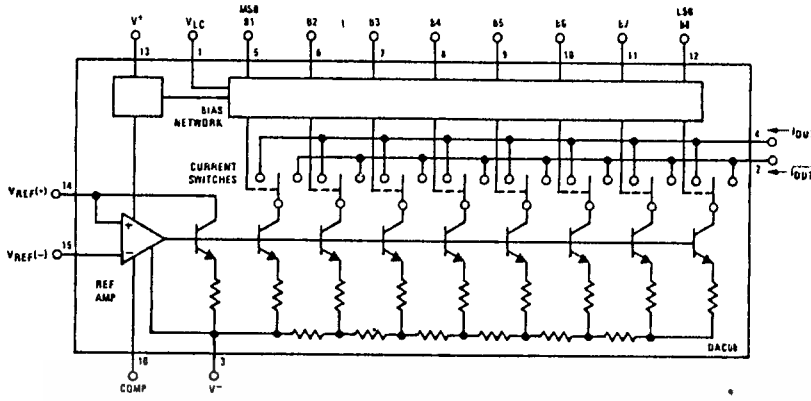 MSB LSB
V+ VLC B1 B2 B3 B4 B5 B6 B7 B8
13 1 5 6 7 8 9 10 11 12
BIAS
NETWORK
4 IOU
CURRENT
SWITCHES
2 IOUT
VREF(+) 14
+
VREF(−) 15
−
REF
AMP
DAC08
16 3
COMP V−